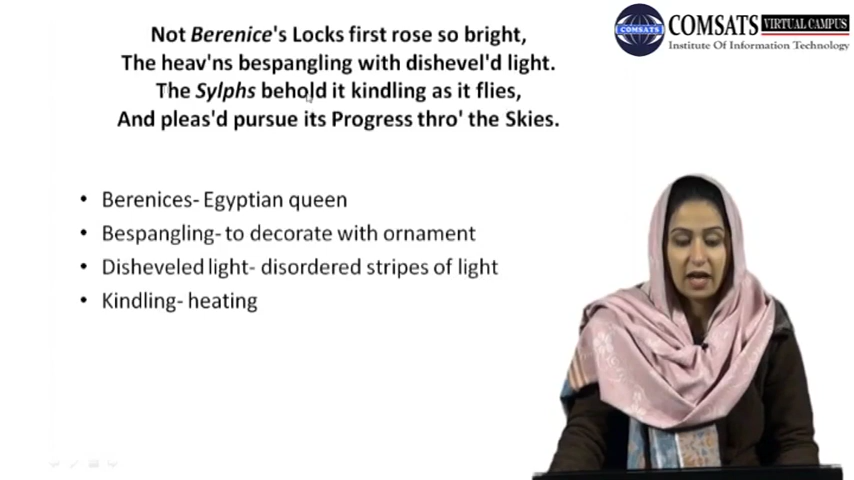 Not Berenice's Locks first rose so bright,
The heav'ns bespangling with dishevel'd light.
The Sylphs behold it kindling as it flies,
And pleas'd pursue its Progress thro' the Skies.
• Berenices- Egyptian queen
• Bespangling- to decorate with ornament
• Disheveled light- disordered stripes of light
• Kindling- heating
COMSATS
COMSATS VIRTUAL CAMPUS
Institute Of Information Technology